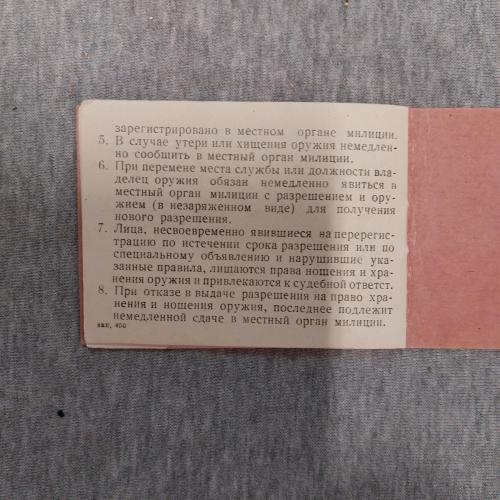 зарегистрировано в местном органе милиции.
5. В случае утери или хищения оружия немедлен-
но сообщить в местный орган милиции.
6. При перемене места службы или должности вла-
делец оружия обязан немедленно явиться в
местный орган милиции с разрешением и ору-
жием (в незаряженном виде) для получения
нового разрешения.
7. Лица, несвоевременно явившиеся на перерегис-
трацию по истечении срока разрешения или по
специальному объявлению и нарушившие ука-
занные правила, лишаются права ношения и хра-
нения оружия и привлекаются к судебной ответст.
8. При отказе в выдаче разрешения на право хра-
нения и ношения оружия, последнее подлежит
немедленной сдаче в местный орган милиции.
зак. 450